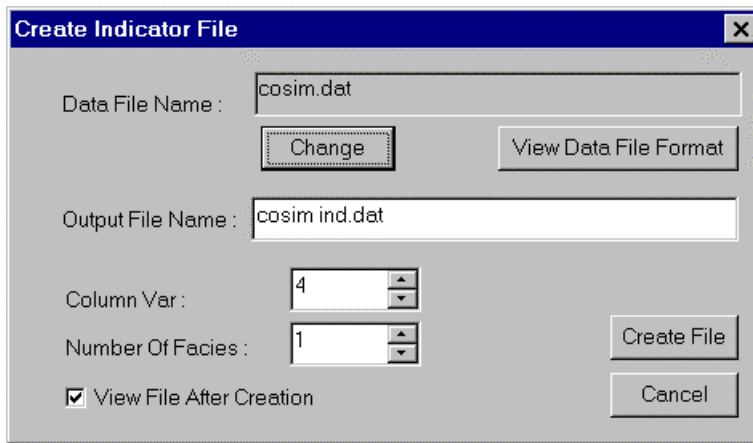 Create Indicator File
Data File Name :
cosim.dat
Change
View Data File Format
Output File Name :
cosim ind.dat
Column Var :
4
Number Of Facies :
1
Create File
View File After Creation
Cancel